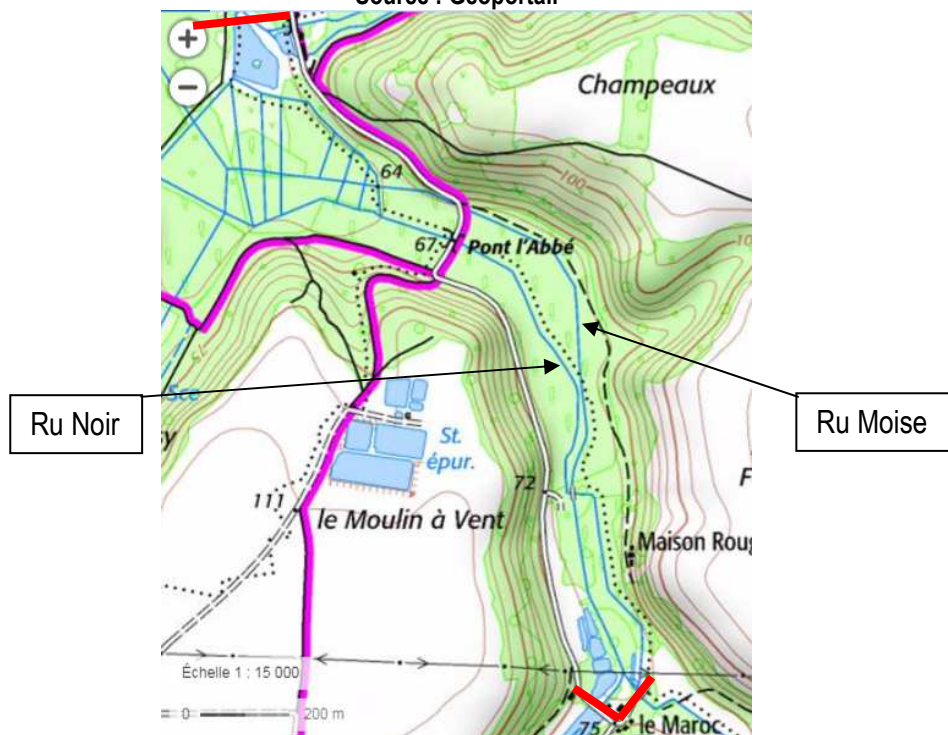 Source : Géoportail
+
−
Champeaux
100
64
67
Pont l'Abbé
15
Sce
Ru Noir
Ru Moise
St.
épur.
72
111
le Moulin à Vent
Maison Roug
Échelle 1 : 15 000
0
200 m
75
le Maroc